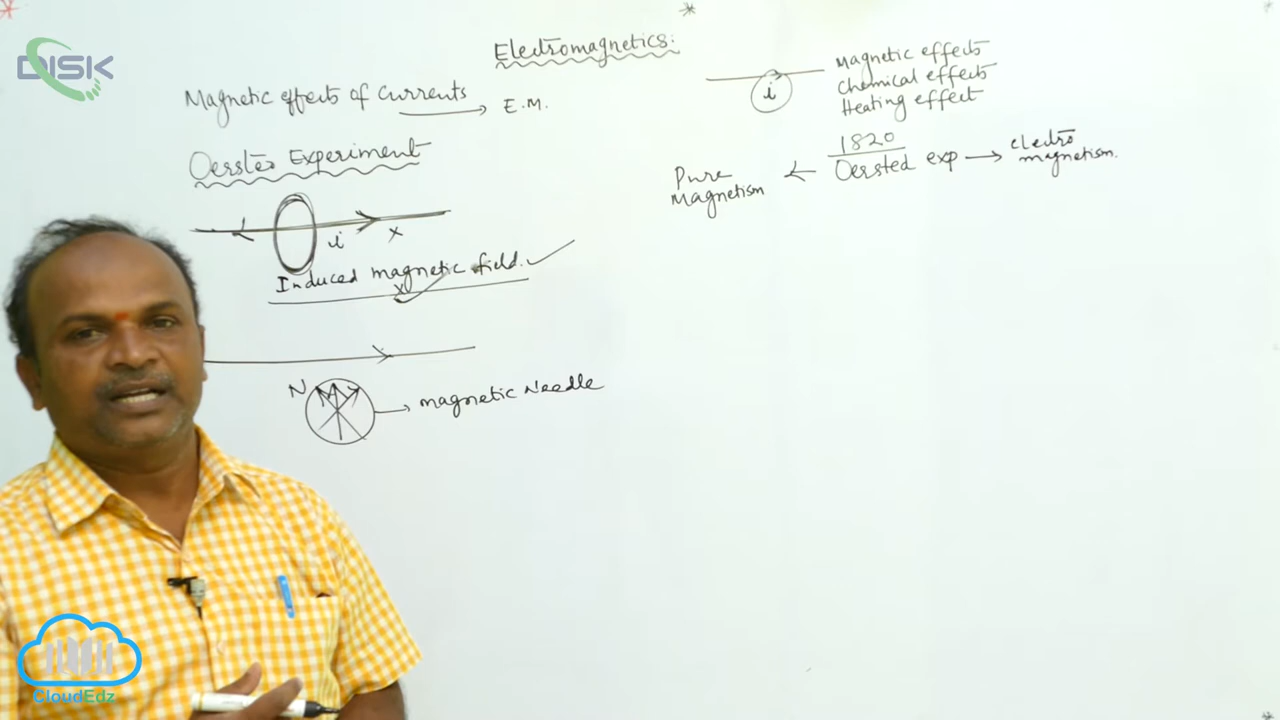 DISK
Electromagnetics:
Magnetic effects of Currents → E.M.
Oersted Experiment
i
x
Induced magnetic field.
N
magnetic Needle
i
Magnetic effects
Chemical effects
Heating effect
1820
Pure Magnetism ← Oersted exp → electro magnetism.
CloudEdz